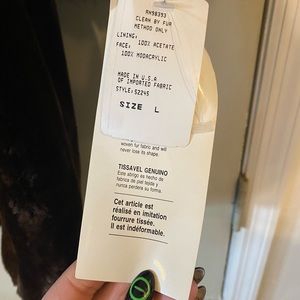 RN98393
CLEAN BY FUR
METHOD ONLY
LINING:
100% ACETATE
FACE:
100% MODACRYLIC
MADE IN U.S.A
OF IMPORTED FABRIC
STYLE:52245
SIZE L
woven fur fabric and will
never lose its shape.
TISSAVEL GENUINO
Este abrigo es hecho de
fabrica de piel tejida y
nunca perdera su forma.
Cet article est
réalisé en imitation
fourrure tissée.
Il est indéformable.